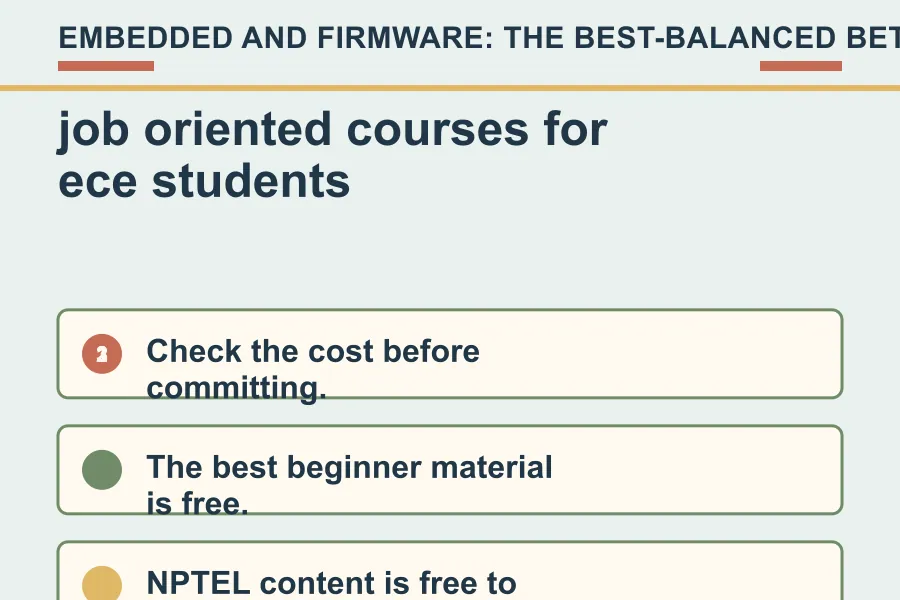 EMBEDDED AND FIRMWARE: THE BEST-BALANCED BET
job oriented courses for
ece students
Check the cost before
committing.
The best beginner material
is free.
NPTEL content is free to